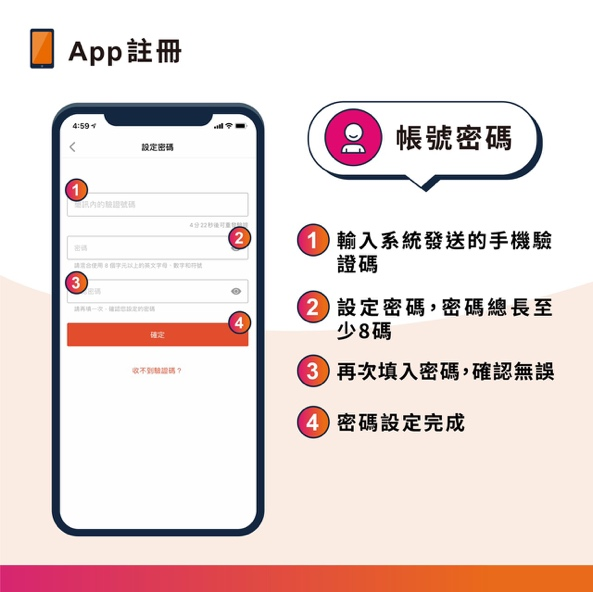 App註冊
4:59
設定密碼
1
訊內的驗證號碼
4分22秒後可重發驗證
密碼
2
請混合使用 8 個字元以上的英文字母、數字和符號
3
密碼
請再填一次，確認您設定的密碼
4
確定
收不到驗證碼？
帳號密碼
1 輸入系統發送的手機驗
證碼
2 設定密碼，密碼總長至
少8碼
3 再次填入密碼，確認無誤
4 密碼設定完成